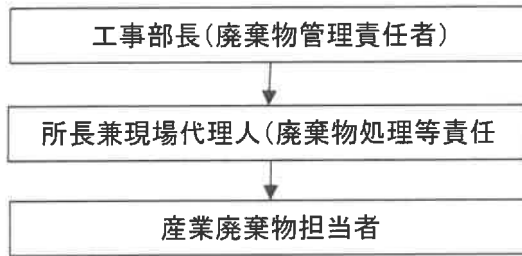 工事部長(廃棄物管理責任者)
所長兼現場代理人(廃棄物処理等責任
産業廃棄物担当者